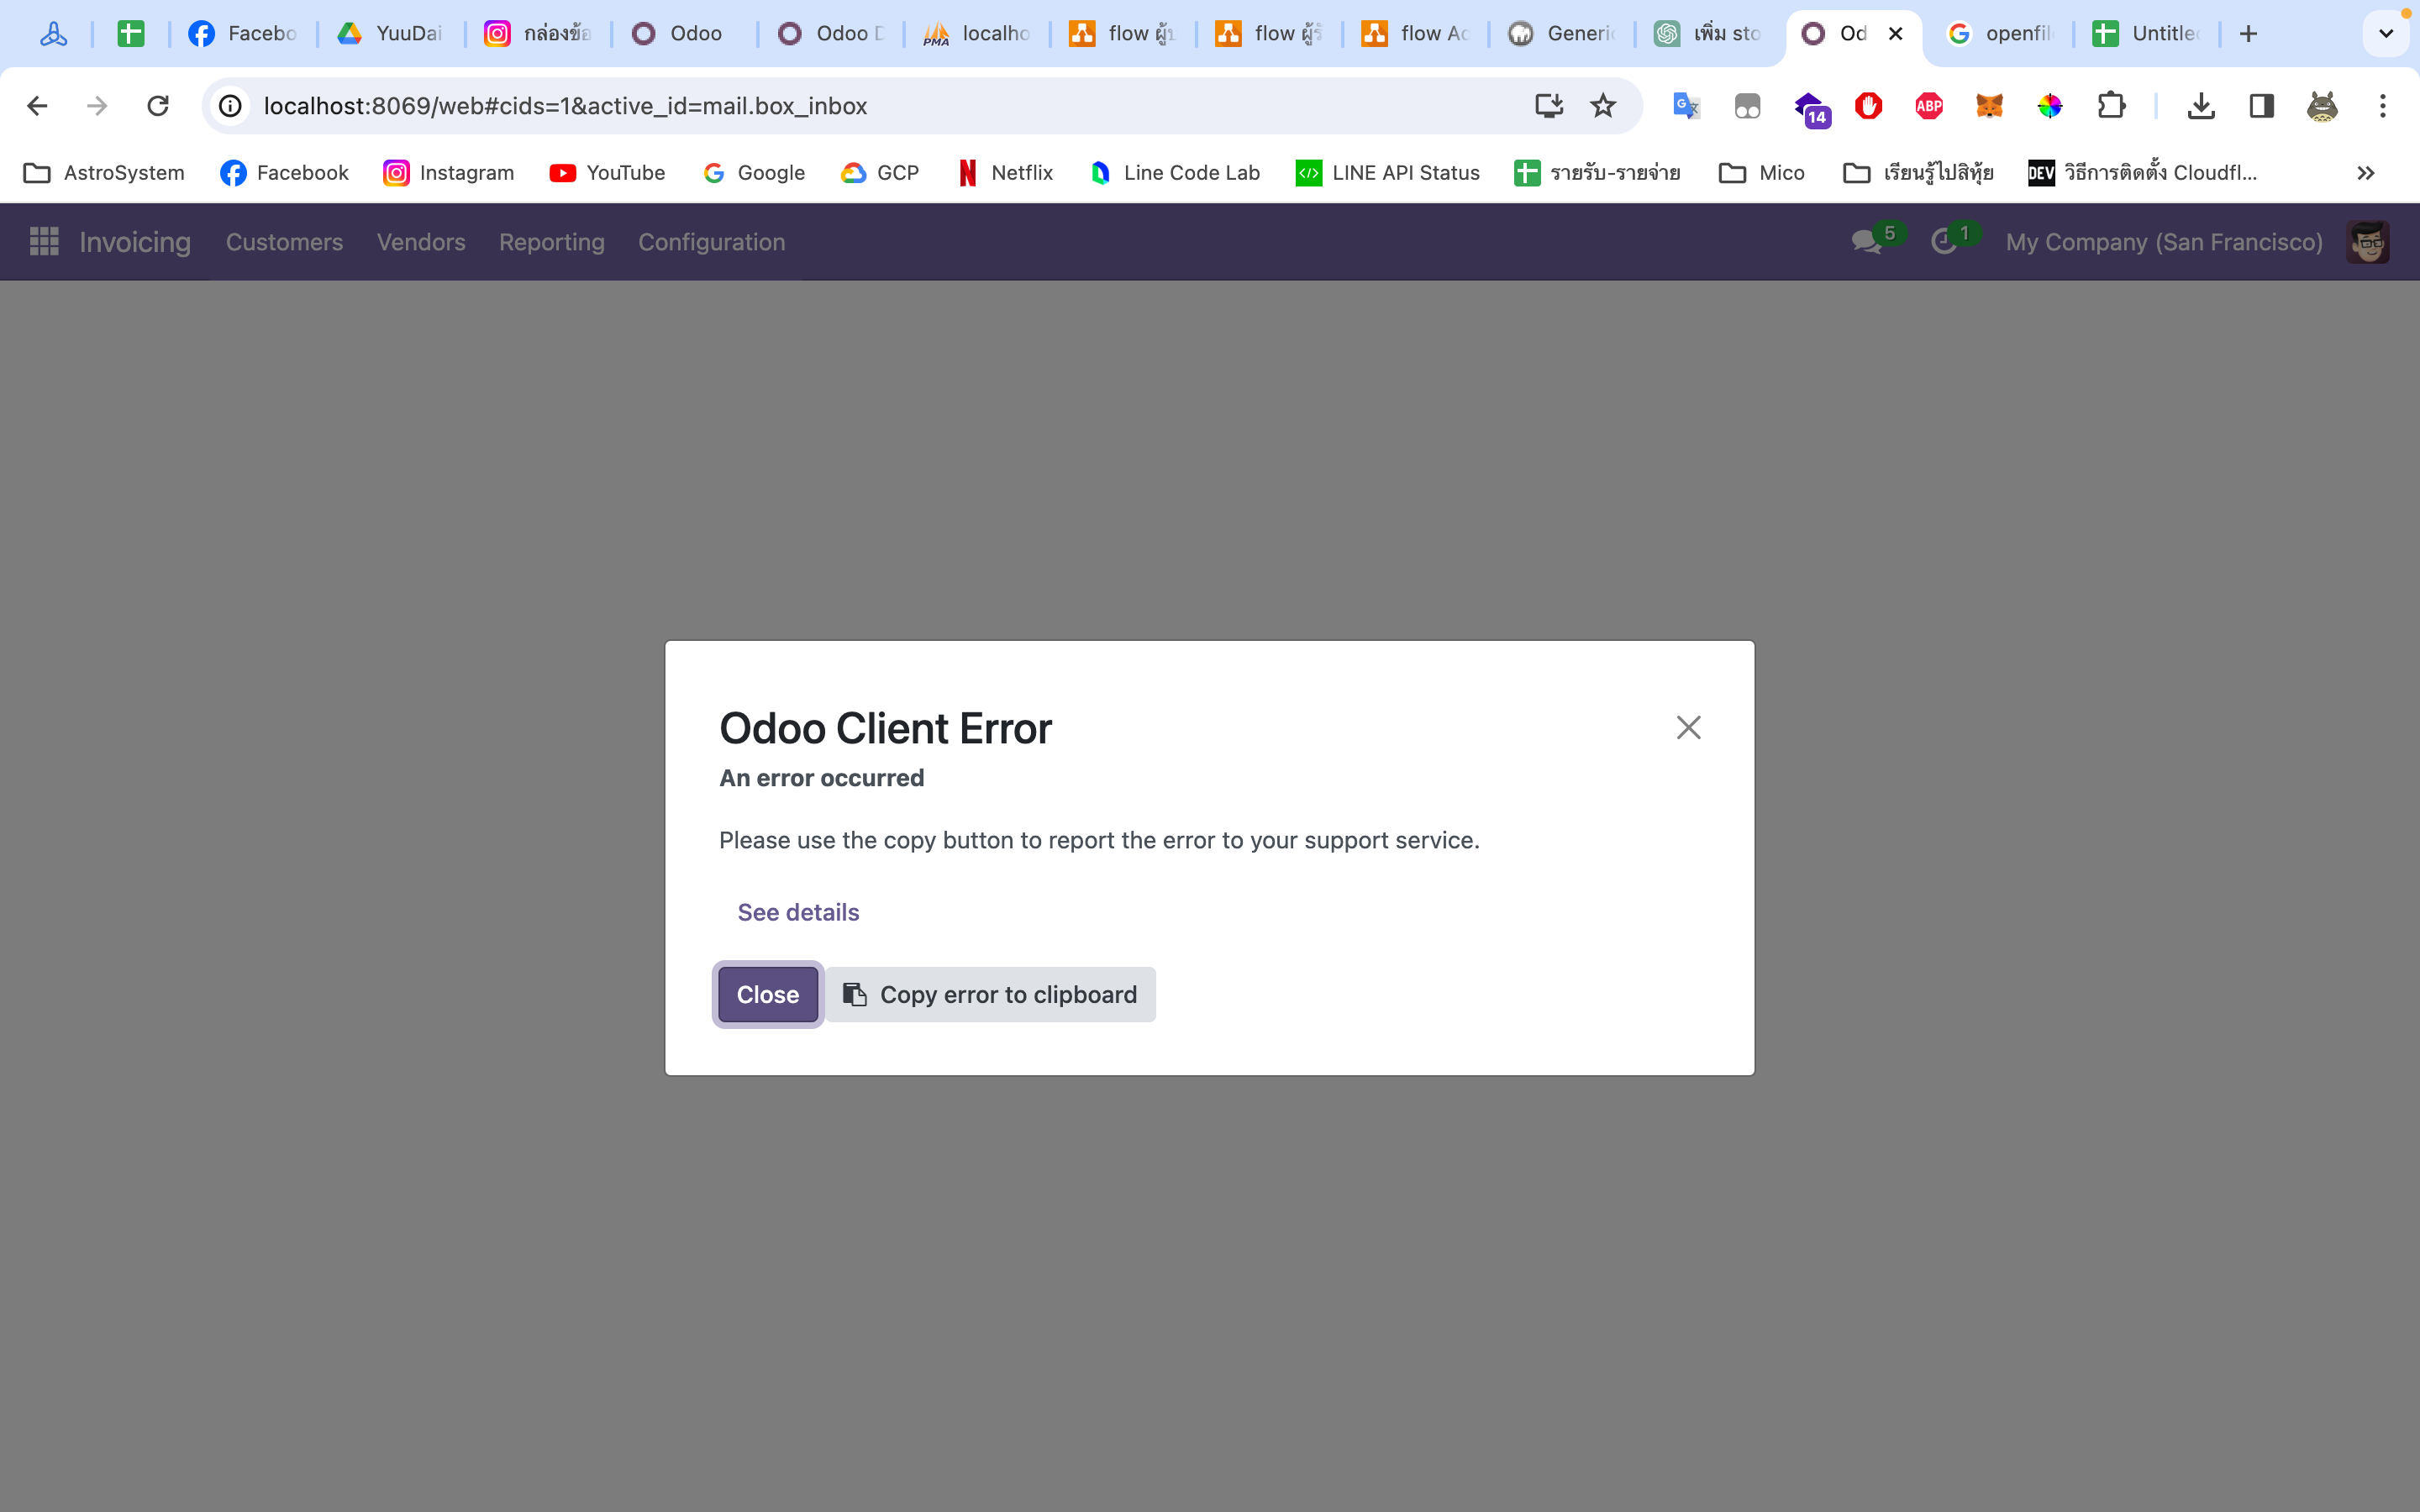 Facebo
YuuDai
กล่องข้อ
Odoo
Odoo D
localho
flow ผู้
flow ผู้รั
flow Ac
Generic
เพิ่ม sto
Od
openfil
Untitled
localhost:8069/web#cids=1&active_id=mail.box_inbox
14
ABP
AstroSystem
Facebook
Instagram
YouTube
Google
GCP
Netflix
Line Code Lab
LINE API Status
รายรับ-รายจ่าย
Mico
เรียนรู้ไปสิหุ้ย
DEV
วิธีการติดตั้ง Cloudfl...
Invoicing
Customers
Vendors
Reporting
Configuration
5
1
My Company (San Francisco)
Odoo Client Error
An error occurred
Please use the copy button to report the error to your support service.
See details
Close
Copy error to clipboard